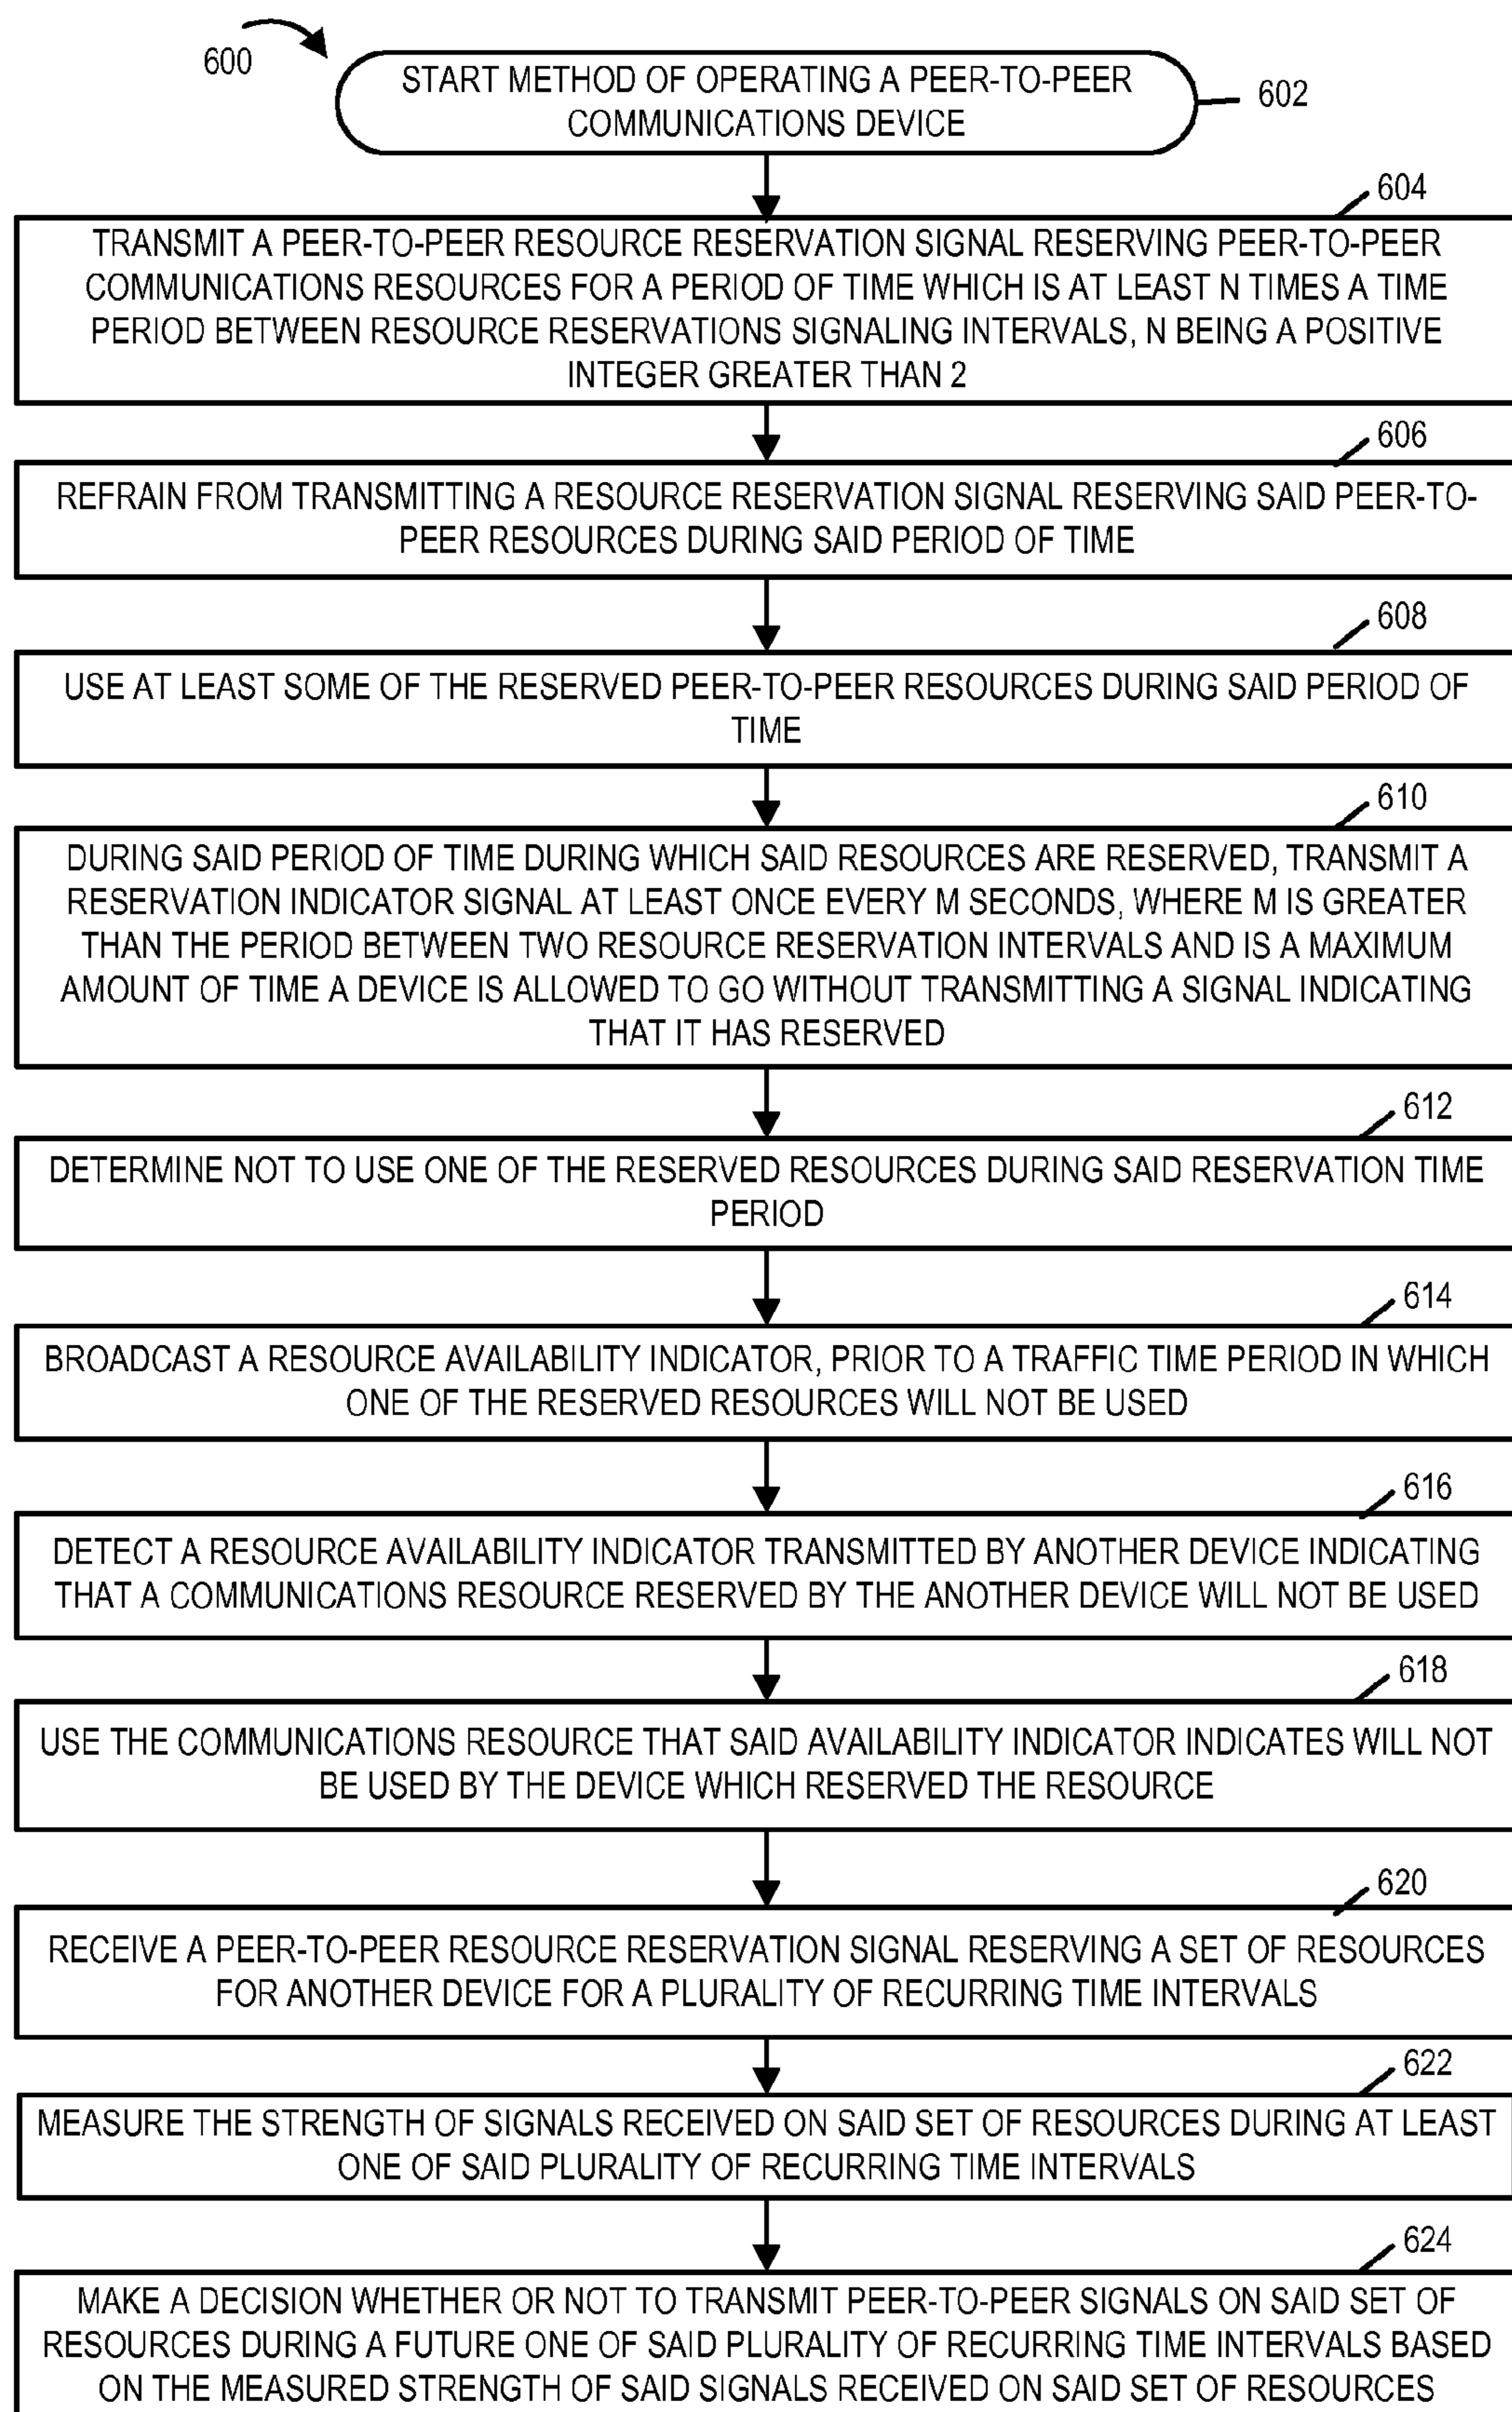 600
START METHOD OF OPERATING A PEER-TO-PEER
COMMUNICATIONS DEVICE
602
604
TRANSMIT A PEER-TO-PEER RESOURCE RESERVATION SIGNAL RESERVING PEER-TO-PEER
COMMUNICATIONS RESOURCES FOR A PERIOD OF TIME WHICH IS AT LEAST N TIMES A TIME
PERIOD BETWEEN RESOURCE RESERVATIONS SIGNALING INTERVALS, N BEING A POSITIVE
INTEGER GREATER THAN 2
606
REFRAIN FROM TRANSMITTING A RESOURCE RESERVATION SIGNAL RESERVING SAID PEER-TO-
PEER RESOURCES DURING SAID PERIOD OF TIME
608
USE AT LEAST SOME OF THE RESERVED PEER-TO-PEER RESOURCES DURING SAID PERIOD OF
TIME
610
DURING SAID PERIOD OF TIME DURING WHICH SAID RESOURCES ARE RESERVED, TRANSMIT A
RESERVATION INDICATOR SIGNAL AT LEAST ONCE EVERY M SECONDS, WHERE M IS GREATER
THAN THE PERIOD BETWEEN TWO RESOURCE RESERVATION INTERVALS AND IS A MAXIMUM
AMOUNT OF TIME A DEVICE IS ALLOWED TO GO WITHOUT TRANSMITTING A SIGNAL INDICATING
THAT IT HAS RESERVED
612
DETERMINE NOT TO USE ONE OF THE RESERVED RESOURCES DURING SAID RESERVATION TIME
PERIOD
614
BROADCAST A RESOURCE AVAILABILITY INDICATOR, PRIOR TO A TRAFFIC TIME PERIOD IN WHICH
ONE OF THE RESERVED RESOURCES WILL NOT BE USED
616
DETECT A RESOURCE AVAILABILITY INDICATOR TRANSMITTED BY ANOTHER DEVICE INDICATING
THAT A COMMUNICATIONS RESOURCE RESERVED BY THE ANOTHER DEVICE WILL NOT BE USED
618
USE THE COMMUNICATIONS RESOURCE THAT SAID AVAILABILITY INDICATOR INDICATES WILL NOT
BE USED BY THE DEVICE WHICH RESERVED THE RESOURCE
620
RECEIVE A PEER-TO-PEER RESOURCE RESERVATION SIGNAL RESERVING A SET OF RESOURCES
FOR ANOTHER DEVICE FOR A PLURALITY OF RECURRING TIME INTERVALS
622
MEASURE THE STRENGTH OF SIGNALS RECEIVED ON SAID SET OF RESOURCES DURING AT LEAST
ONE OF SAID PLURALITY OF RECURRING TIME INTERVALS
624
MAKE A DECISION WHETHER OR NOT TO TRANSMIT PEER-TO-PEER SIGNALS ON SAID SET OF
RESOURCES DURING A FUTURE ONE OF SAID PLURALITY OF RECURRING TIME INTERVALS BASED
ON THE MEASURED STRENGTH OF SAID SIGNALS RECEIVED ON SAID SET OF RESOURCES